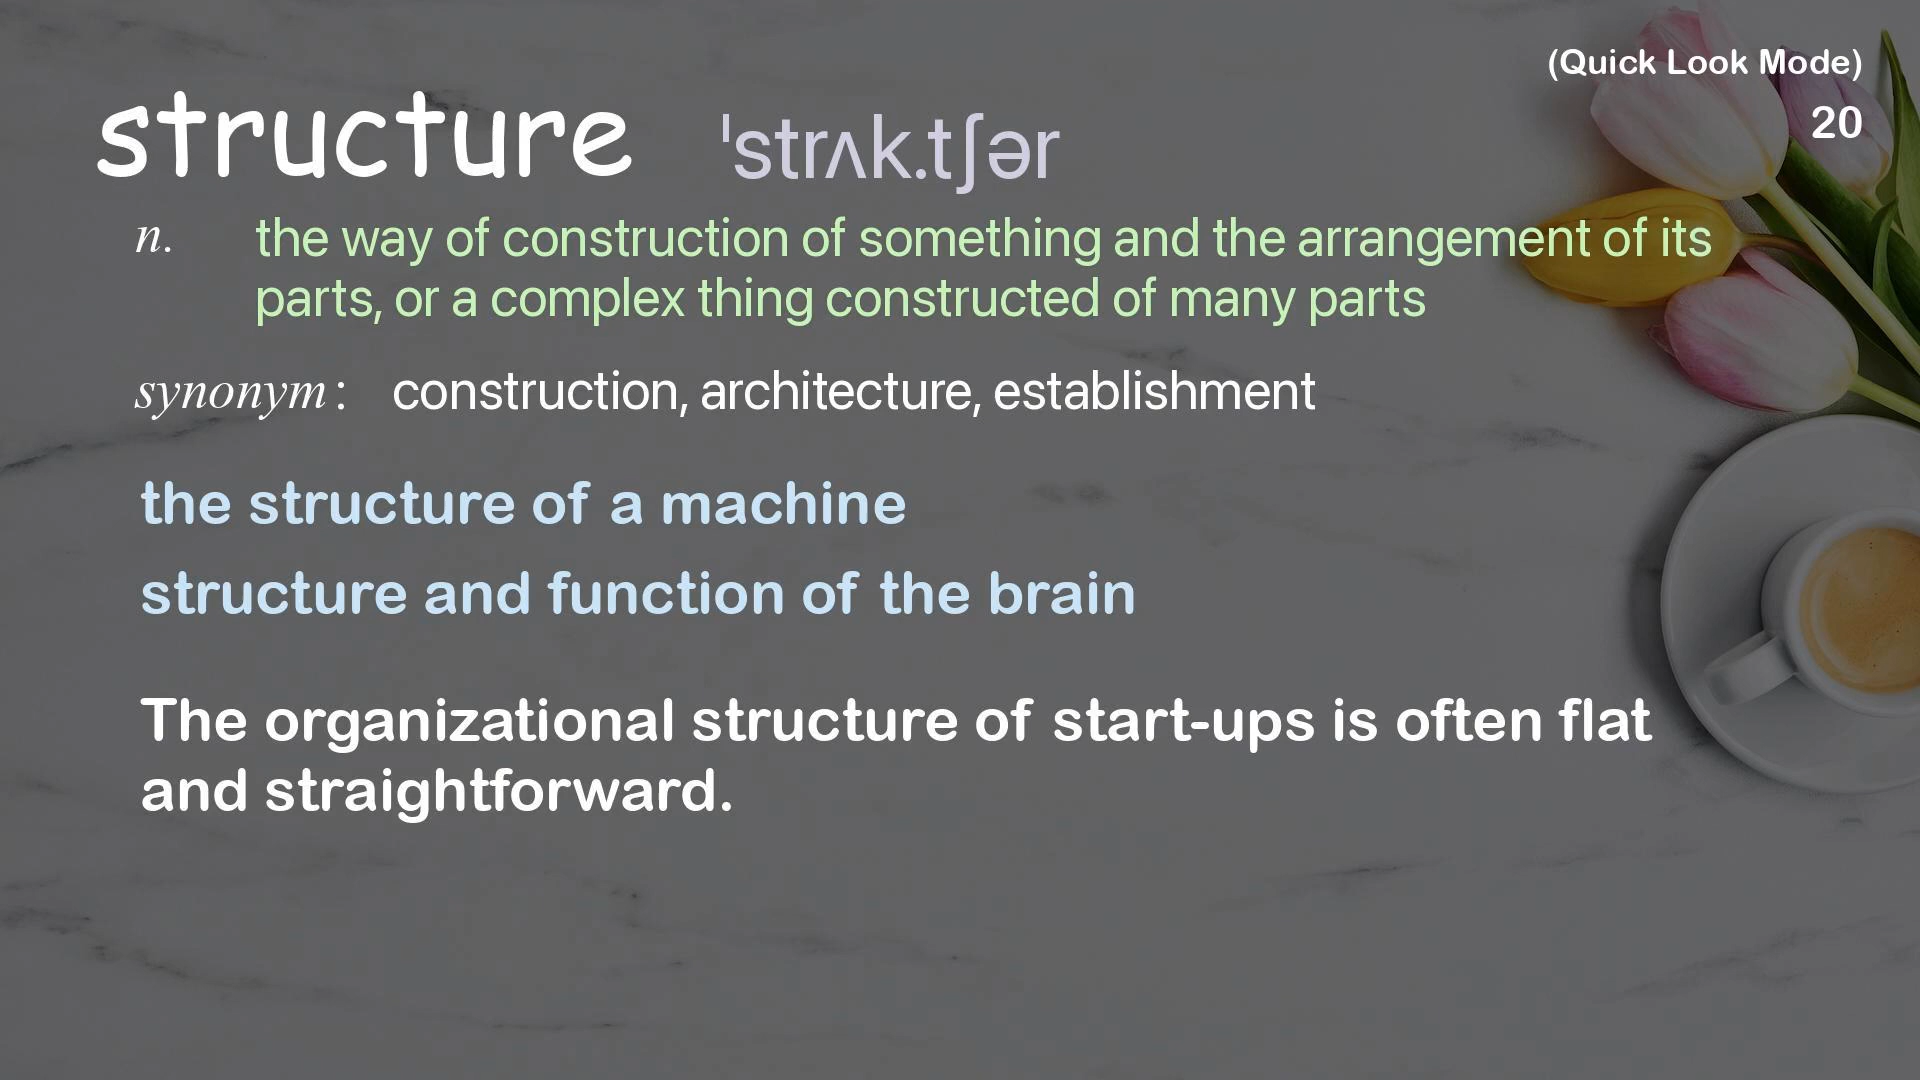 (Quick Look Mode)
20
structure ˈstrʌk.tʃər
n. the way of construction of something and the arrangement of its
parts, or a complex thing constructed of many parts
synonym: construction, architecture, establishment
the structure of a machine
structure and function of the brain
The organizational structure of start-ups is often flat
and straightforward.